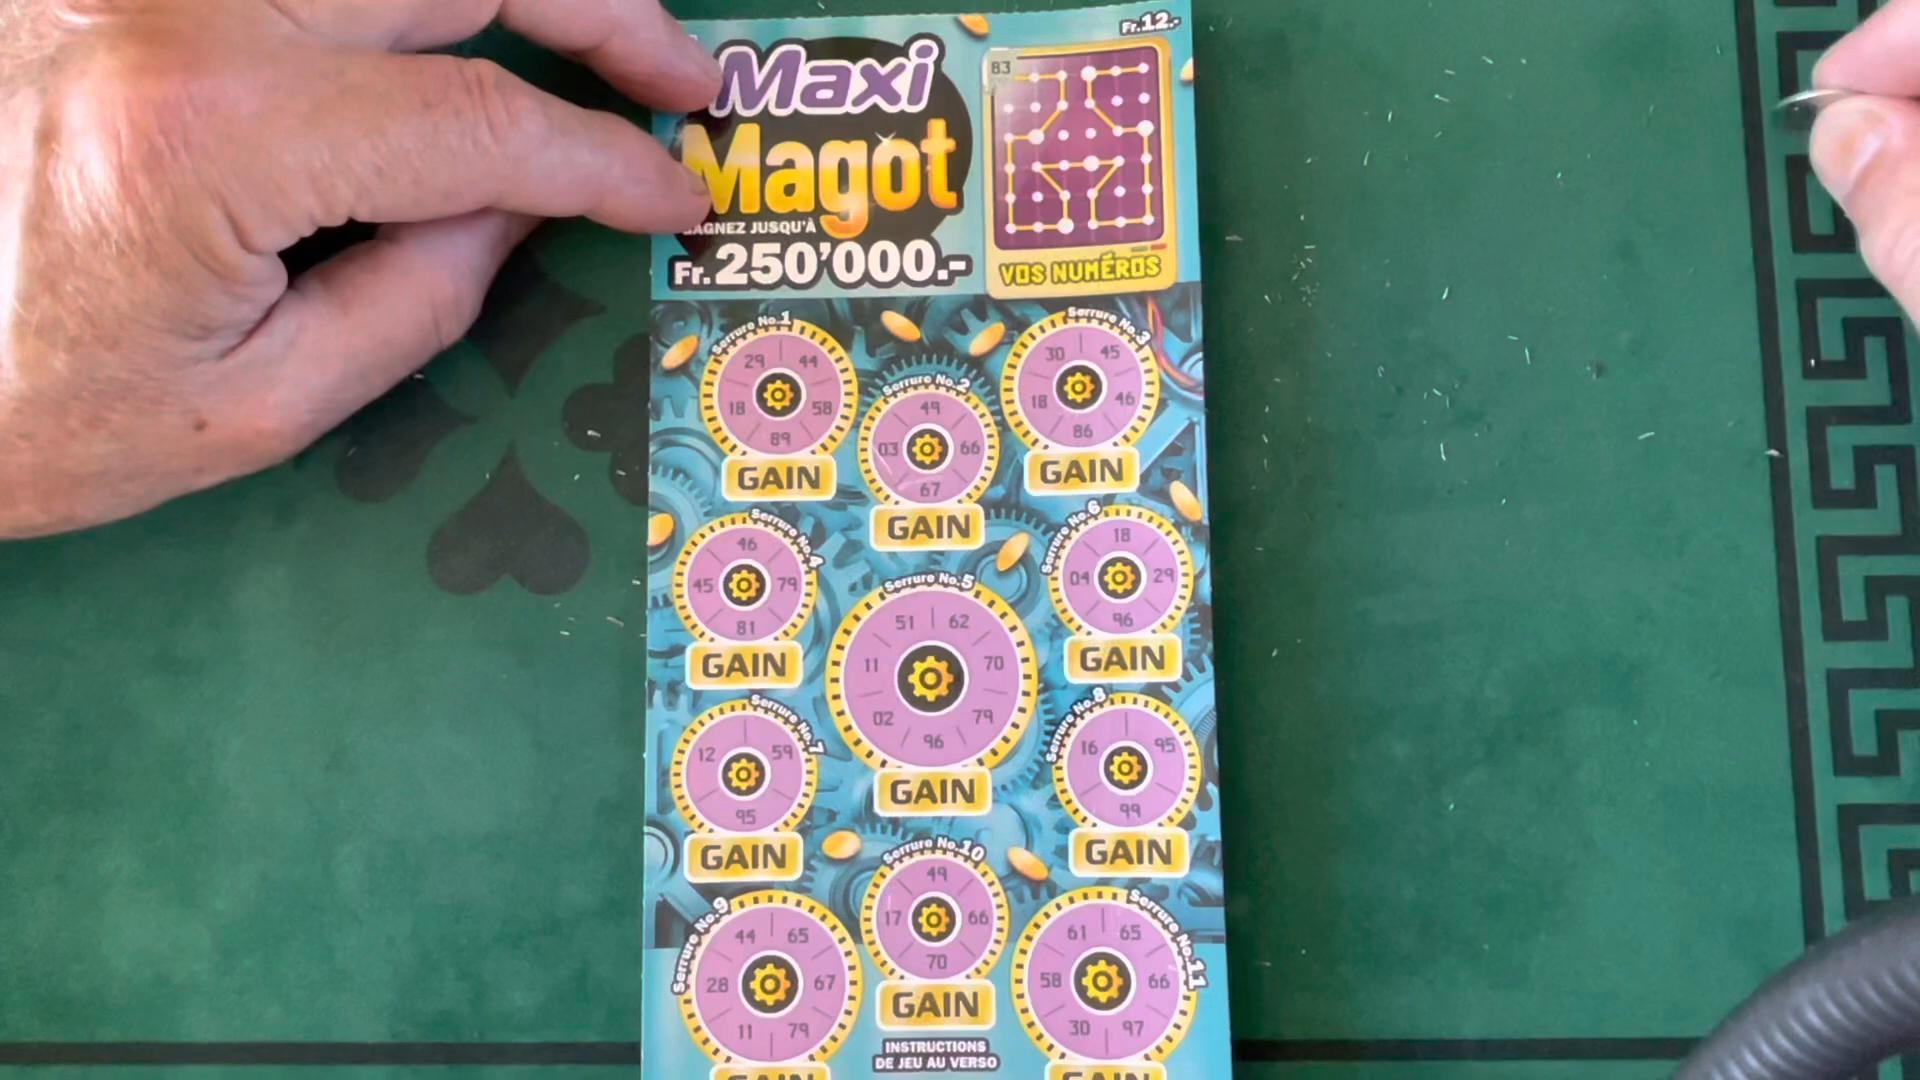 Fr.12.-
Maxi
Magot
GAGNEZ JUSQU'À
Fr.250'000.-
83
VOS NUMÉROS
Serrure No.1
29 44
18 58
89
GAIN
Serrure No.2
49
03 66
67
GAIN
Serrure No.3
30 45
18 46
86
GAIN
Serrure No.4
46
45 79
81
GAIN
Serrure No.5
51 62
11 70
02 79
96
GAIN
Serrure No.6
18
04 29
96
GAIN
Serrure No.7
12 59
95
GAIN
Serrure No.8
16 95
99
GAIN
Serrure No.9
44 65
28 67
11 79
GAIN
Serrure No.10
49
17 66
70
GAIN
Serrure No.11
61 65
58 66
30 97
GAIN
INSTRUCTIONS
DE JEU AU VERSO